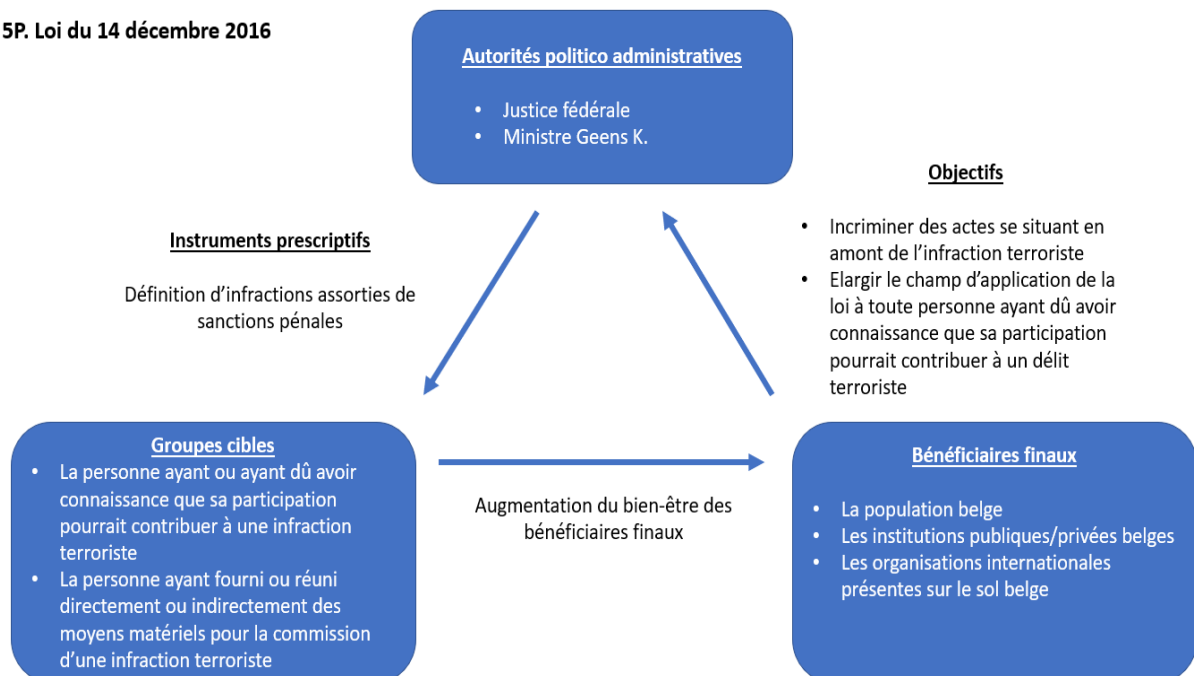 5P. Loi du 14 décembre 2016
Autorités politico administratives
• Justice fédérale
• Ministre Geens K.
Objectifs
• Incriminer des actes se situant en
amont de l’infraction terroriste
• Elargir le champ d’application de la
loi à toute personne ayant dû avoir
connaissance que sa participation
pourrait contribuer à un délit
terroriste
Instruments prescriptifs
Définition d’infractions assorties de
sanctions pénales
Groupes cibles
• La personne ayant ou ayant dû avoir
connaissance que sa participation
pourrait contribuer à une infraction
terroriste
• La personne ayant fourni ou réuni
directement ou indirectement des
moyens matériels pour la commission
d’une infraction terroriste
Augmentation du bien-être des
bénéficiaires finaux
Bénéficiaires finaux
• La population belge
• Les institutions publiques/privées belges
• Les organisations internationales
présentes sur le sol belge